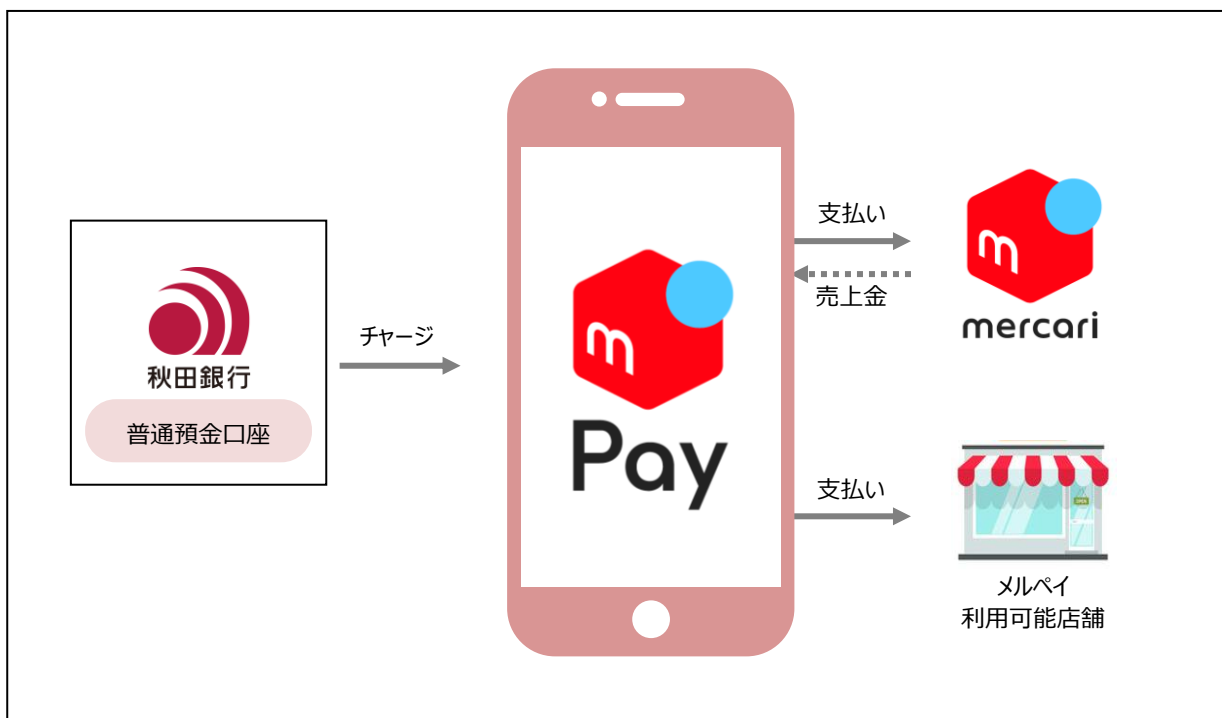 秋田銀行
普通預金口座
チャージ
m
Pay
支払い
売上金
m
mercari
支払い
OPEN
メルペイ
利用可能店舗